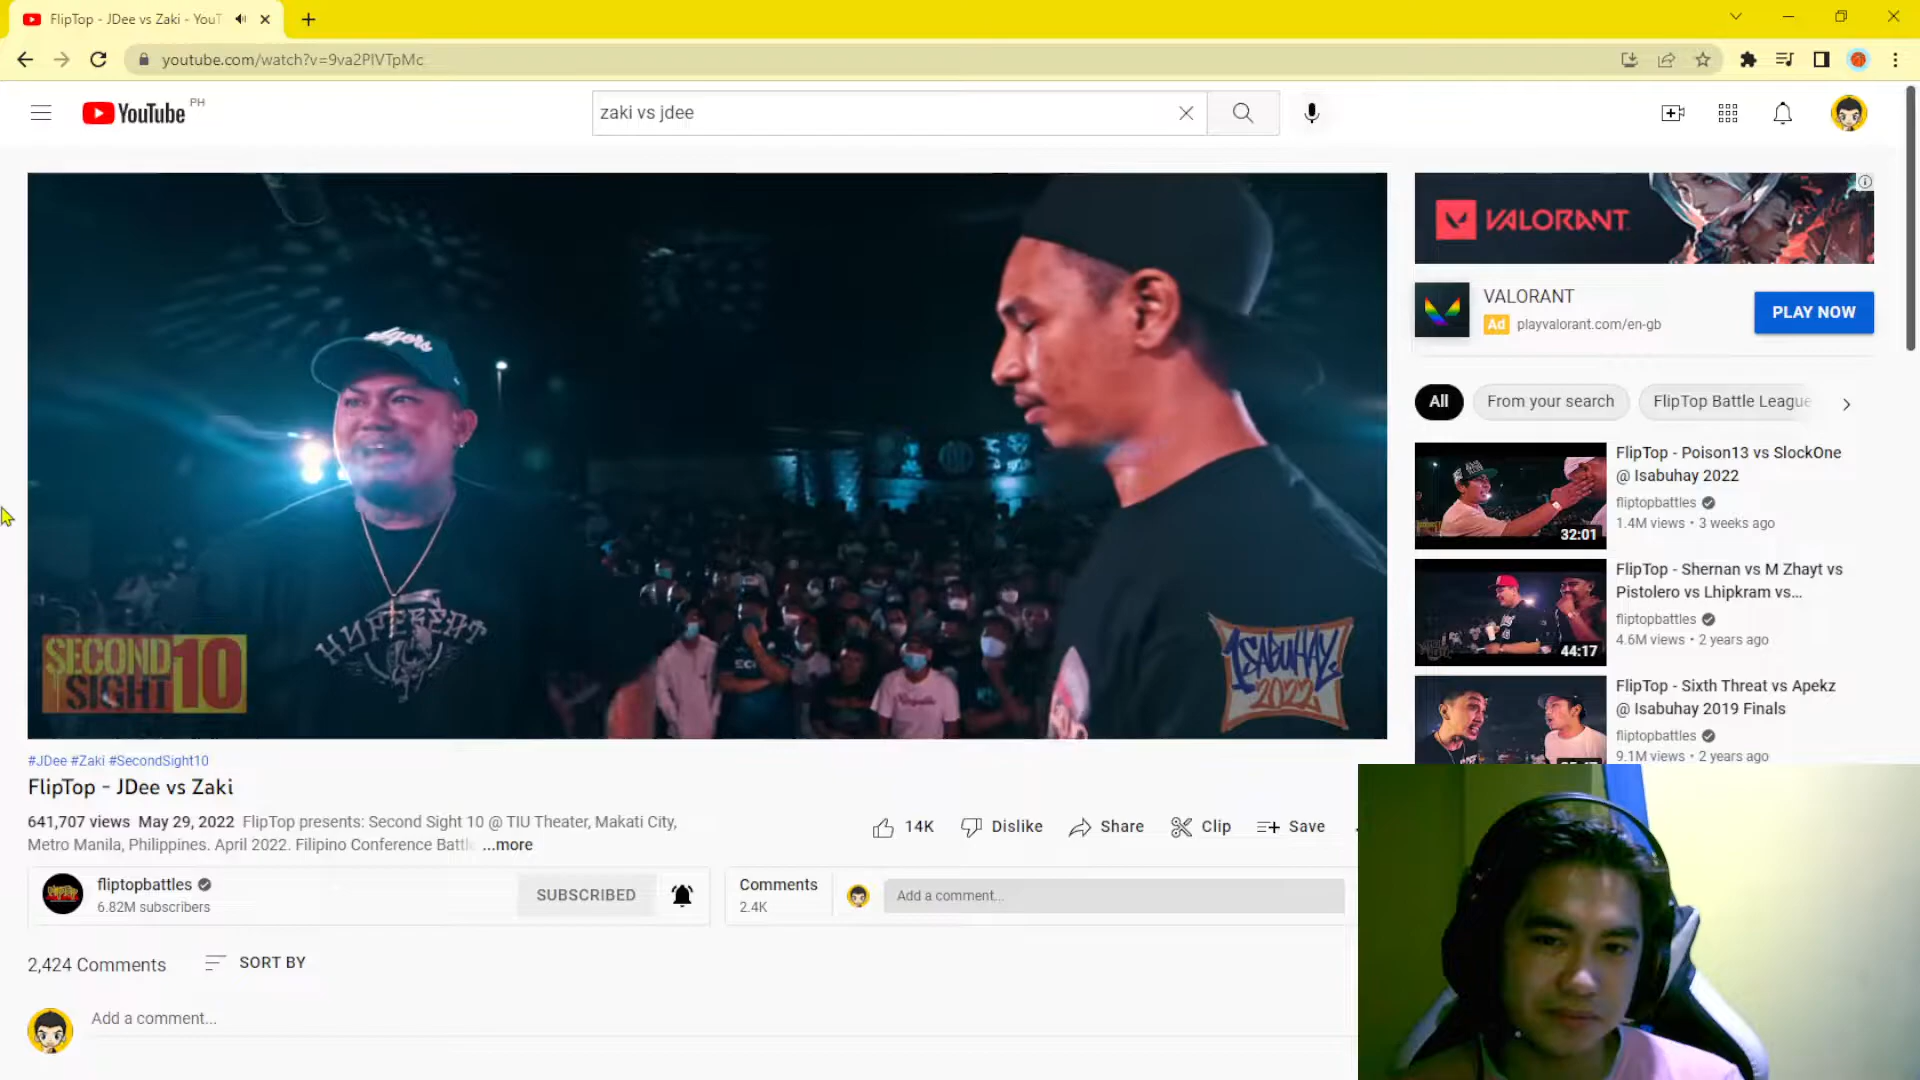 FlipTop - JDee vs Zaki - YouT
youtube.com/watch?v=9va2PlVTpMc
YouTube PH
zaki vs jdee
SECOND
SIGHT 10
HYPEBEAT
ISABUHAY
2022
VALORANT
VALORANT
Ad playvalorant.com/en-gb
PLAY NOW
All
From your search
FlipTop Battle League
32:01
FlipTop - Poison13 vs SlockOne
@ Isabuhay 2022
fliptopbattles
1.4M views • 3 weeks ago
44:17
FlipTop - Shernan vs M Zhayt vs
Pistolero vs Lhipkram vs...
fliptopbattles
4.6M views • 2 years ago
FlipTop - Sixth Threat vs Apekz
@ Isabuhay 2019 Finals
fliptopbattles
9.1M views • 2 years ago
#JDee #Zaki #SecondSight10
FlipTop - JDee vs Zaki
641,707 views May 29, 2022 FlipTop presents: Second Sight 10 @ TIU Theater, Makati City,
Metro Manila, Philippines. April 2022. Filipino Conference Battl ...more
14K
Dislike
Share
Clip
Save
fliptopbattles
6.82M subscribers
SUBSCRIBED
Comments
2.4K
Add a comment...
2,424 Comments
SORT BY
Add a comment...